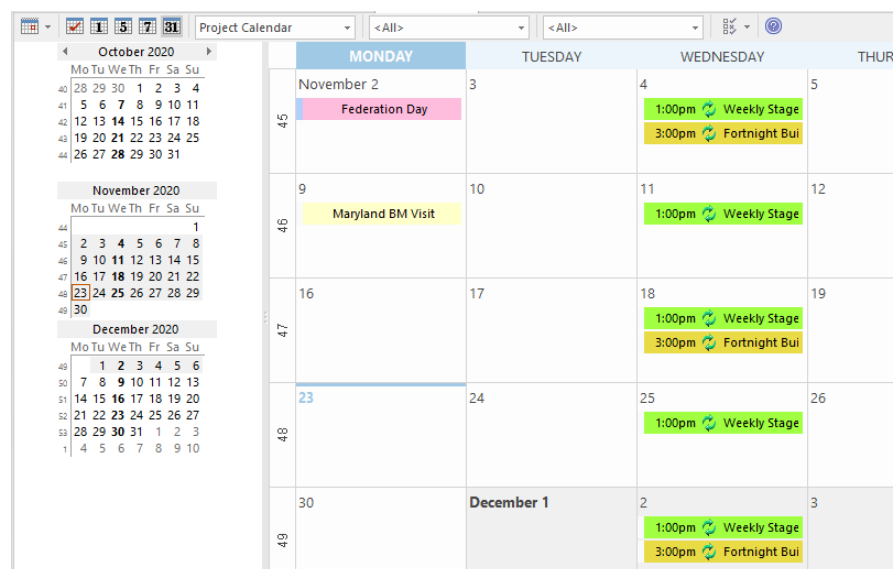 1 5 7 31 Project Calendar <All> <All>
October 2020
Mo Tu We Th Fr Sa Su
40 28 29 30 1 2 3 4
41 5 6 7 8 9 10 11
42 12 13 14 15 16 17 18
43 19 20 21 22 23 24 25
44 26 27 28 29 30 31
November 2020
Mo Tu We Th Fr Sa Su
44 1
45 2 3 4 5 6 7 8
46 9 10 11 12 13 14 15
47 16 17 18 19 20 21 22
48 23 24 25 26 27 28 29
49 30
December 2020
Mo Tu We Th Fr Sa Su
49 1 2 3 4 5 6
50 7 8 9 10 11 12 13
51 14 15 16 17 18 19 20
52 21 22 23 24 25 26 27
53 28 29 30 31 1 2 3
1 4 5 6 7 8 9 10
MONDAY TUESDAY WEDNESDAY THUR
45
November 2 3 4 5
Federation Day 1:00pm Weekly Stage
3:00pm Fortnight Bui
46
9 10 11 12
Maryland BM Visit 1:00pm Weekly Stage
47
16 17 18 19
1:00pm Weekly Stage
3:00pm Fortnight Bui
48
23 24 25 26
1:00pm Weekly Stage
49
30 December 1 2 3
1:00pm Weekly Stage
3:00pm Fortnight Bui